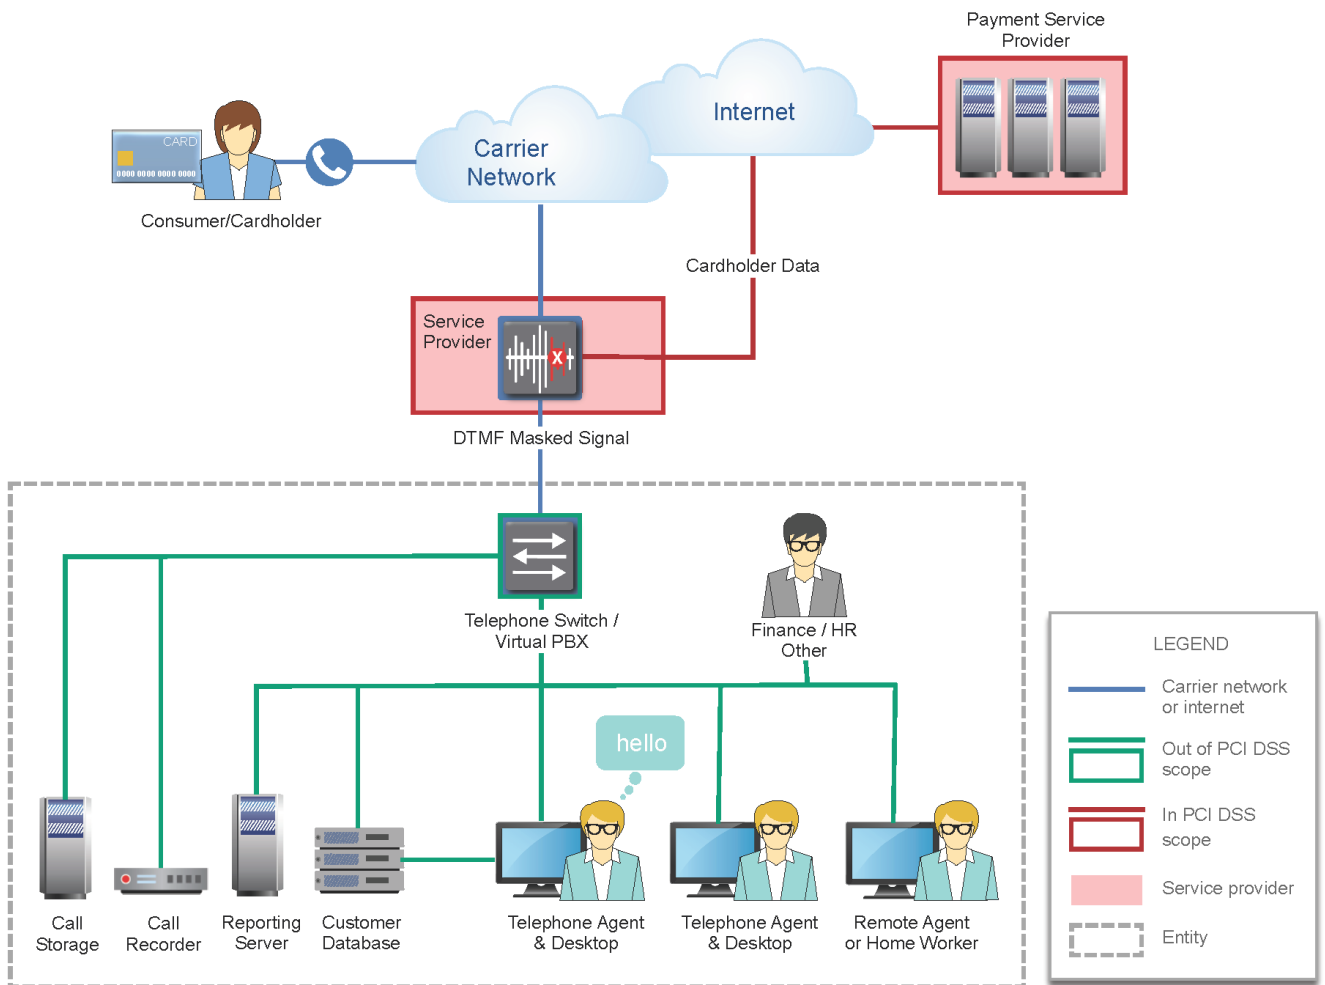 Payment Service
Provider
Internet
CARD
0000 0000 0000 0000
Carrier
Network
Consumer/Cardholder
Cardholder Data
Service
Provider
X
DTMF Masked Signal
Telephone Switch /
Virtual PBX
Finance / HR
Other
hello
Call
Storage
Call
Recorder
Reporting
Server
Customer
Database
Telephone Agent
& Desktop
Telephone Agent
& Desktop
Remote Agent
or Home Worker
LEGEND
Carrier network
or internet
Out of PCI DSS
scope
In PCI DSS
scope
Service provider
Entity